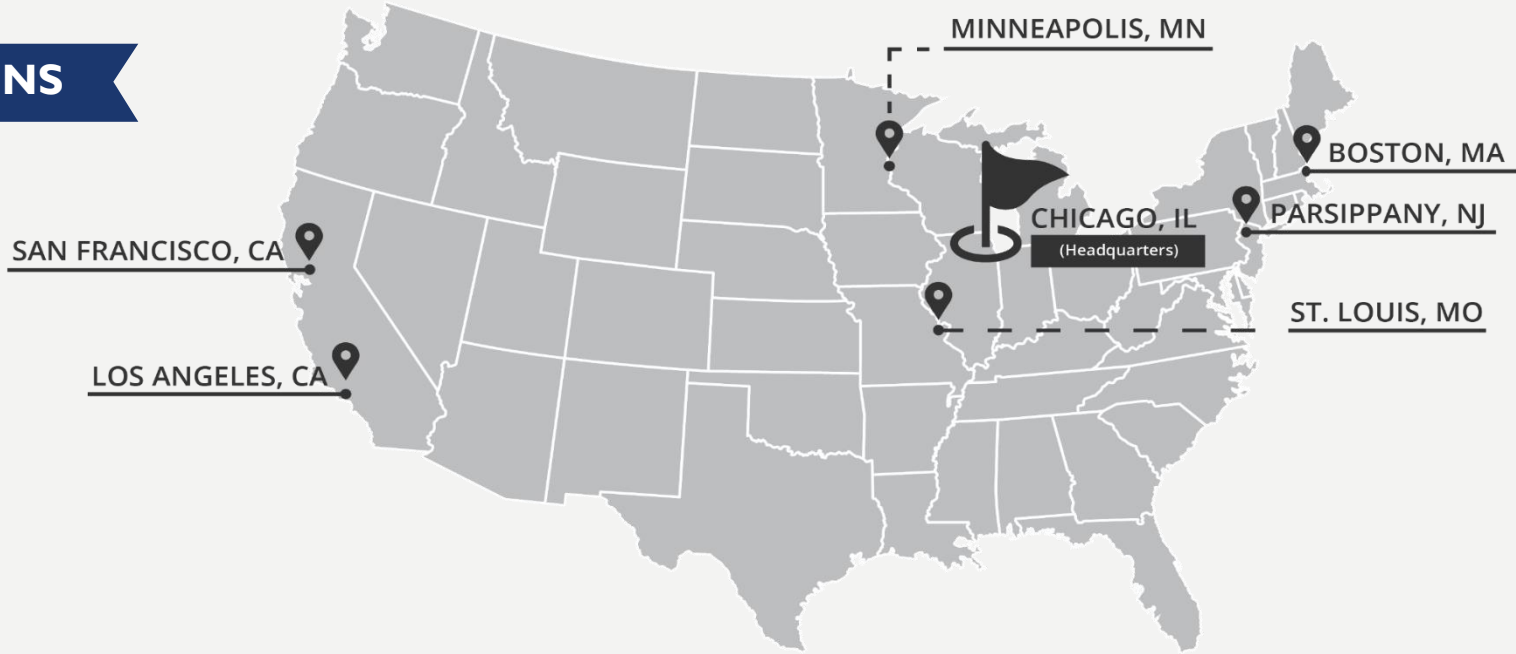 NS
MINNEAPOLIS, MN
BOSTON, MA
PARSIPPANY, NJ
CHICAGO, IL
(Headquarters)
SAN FRANCISCO, CA
ST. LOUIS, MO
LOS ANGELES, CA